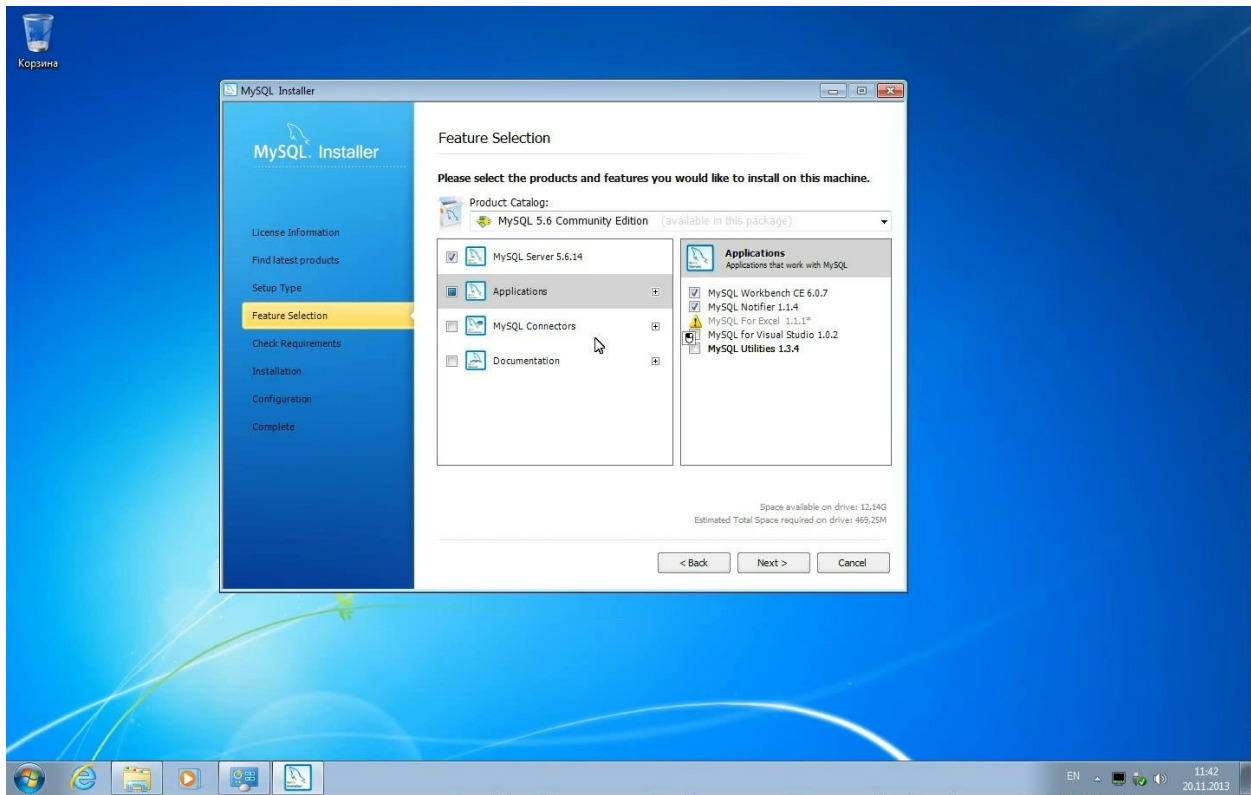 Корзина
MySQL Installer
MySQL. Installer
License Information
Find latest products
Setup Type
Feature Selection
Check Requirements
Installation
Configuration
Complete
Feature Selection
Please select the products and features you would like to install on this machine.
Product Catalog:
MySQL 5.6 Community Edition (available in this package)
MySQL Server 5.6.14
Applications
MySQL Connectors
Documentation
Applications
Applications that work with MySQL
MySQL Workbench CE 6.0.7
MySQL Notifier 1.1.4
MySQL For Excel 1.1.1*
MySQL for Visual Studio 1.0.2
MySQL Utilities 1.3.4
Space available on drive: 12,14G
Estimated Total Space required on drive: 469,25M
< Back
Next >
Cancel
EN
11:42
20.11.2013